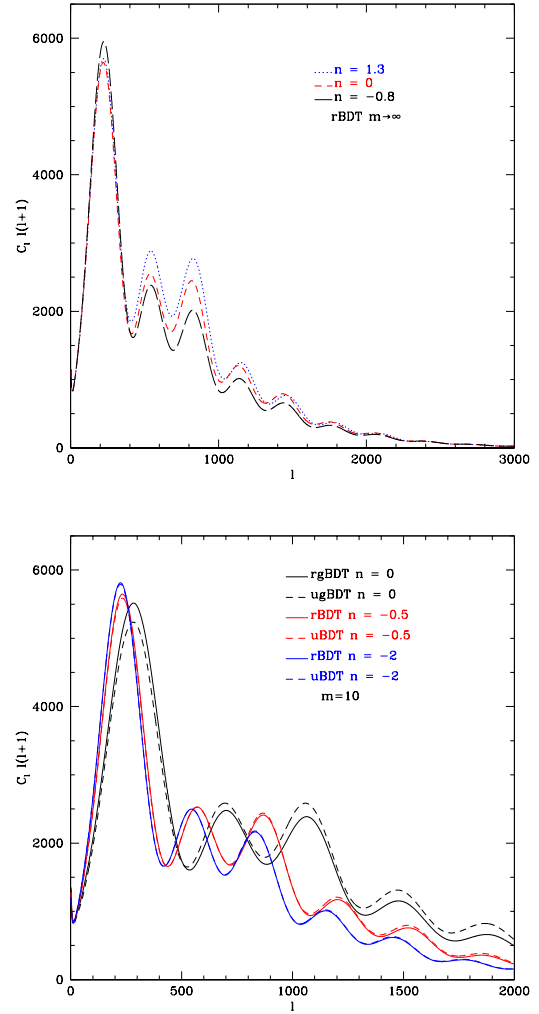 6000
4000
2000
0
C_l l(l+1)
n = 1.3
n = 0
n = −0.8
rBDT m→∞
0
1000
2000
3000
l
6000
4000
2000
0
C_l l(l+1)
rgBDT n = 0
ugBDT n = 0
rBDT n = −0.5
uBDT n = −0.5
rBDT n = −2
uBDT n = −2
m=10
0
500
1000
1500
2000
l